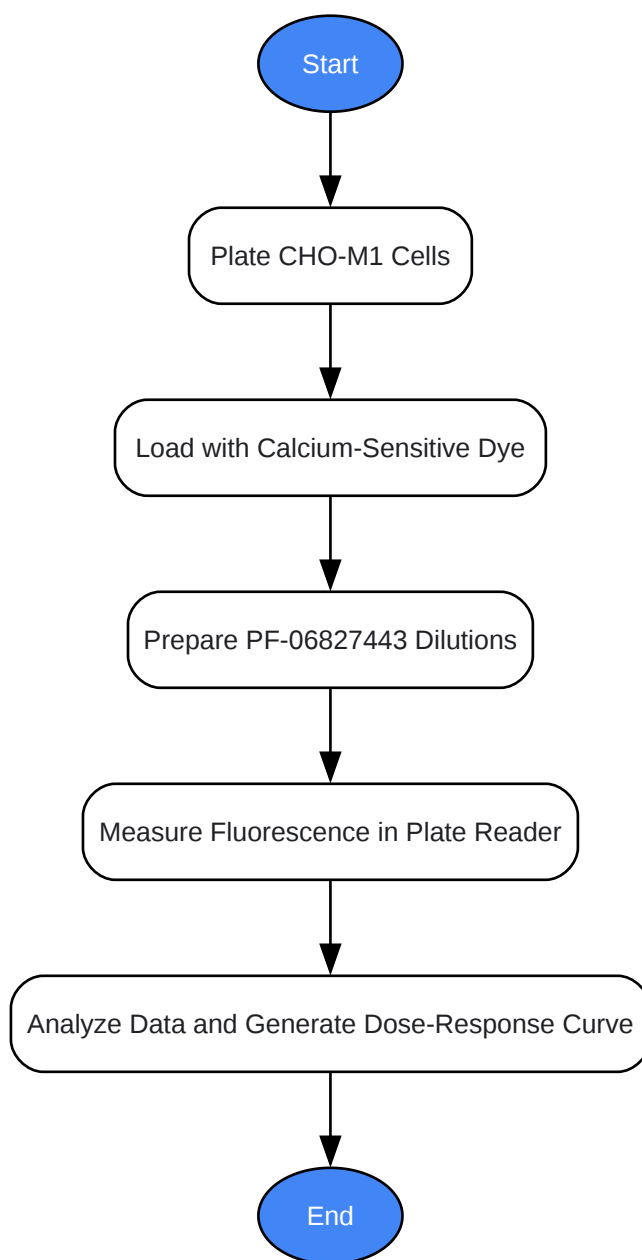 Start
Plate CHO-M1 Cells
Load with Calcium-Sensitive Dye
Prepare PF-06827443 Dilutions
Measure Fluorescence in Plate Reader
Analyze Data and Generate Dose-Response Curve
End